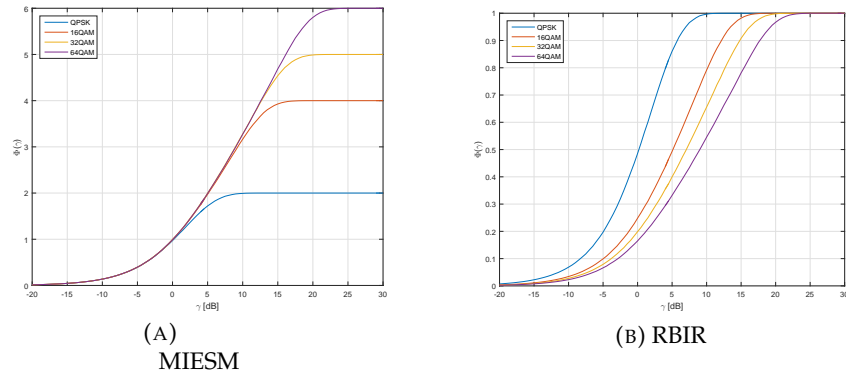 6
5
4
3
2
1
0
Φ(γ)
QPSK
16QAM
32QAM
64QAM
-20 -15 -10 -5 0 5 10 15 20 25 30
γ [dB]
(A)
MIESM
1
0.9
0.8
0.7
0.6
0.5
0.4
0.3
0.2
0.1
0
Φ(γ)
QPSK
16QAM
32QAM
64QAM
-20 -15 -10 -5 0 5 10 15 20 25 30
γ [dB]
(B) RBIR